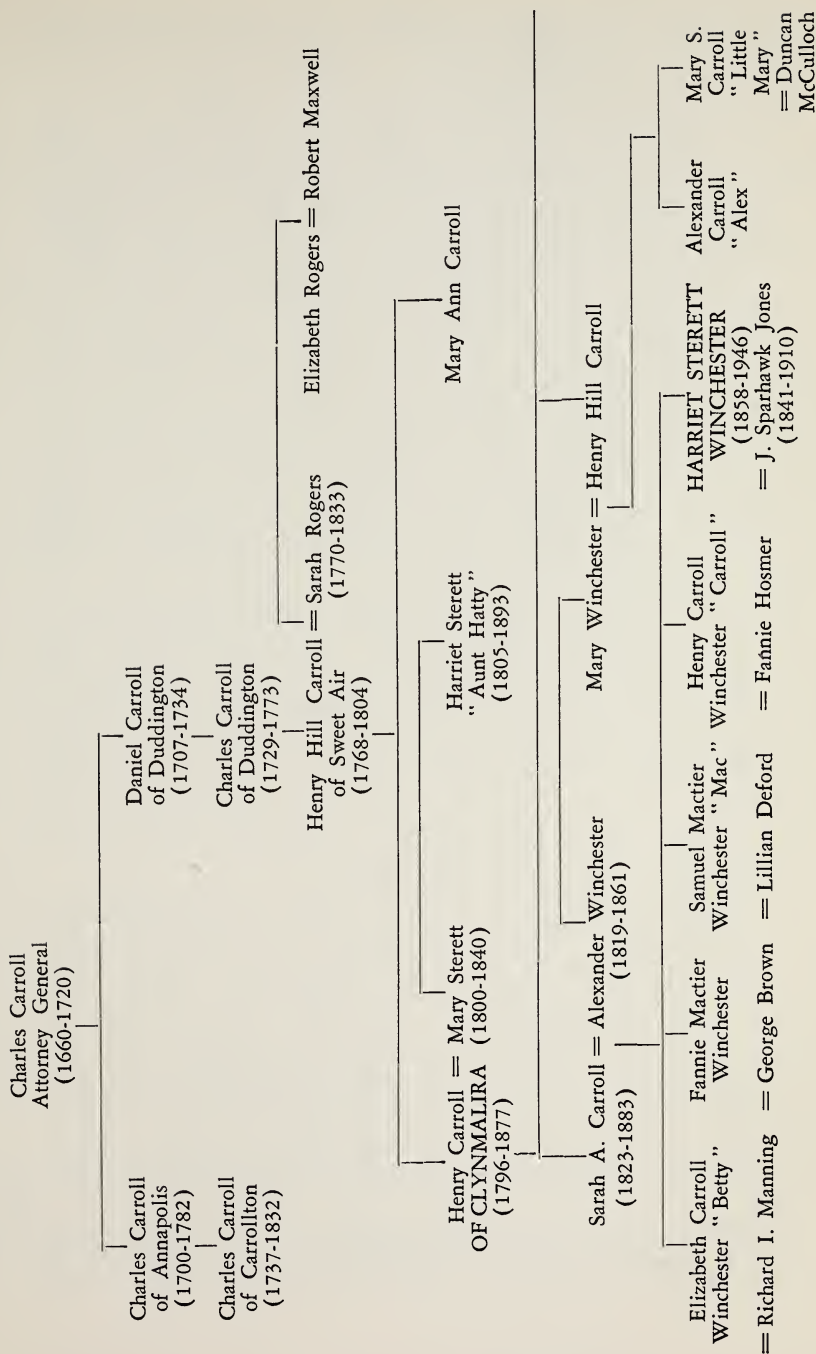 Charles Carroll
Attorney General
(1660-1720)
Charles Carroll
of Annapolis
(1700-1782)
Daniel Carroll
of Duddington
(1707-1734)
Charles Carroll
of Carrollton
(1737-1832)
Charles Carroll
of Duddington
(1729-1773)
Henry Hill Carroll = Sarah Rogers
of Sweet Air
(1768-1804)
(1770-1833)
Elizabeth Rogers = Robert Maxwell
Henry Carroll = Mary Sterett
OF CLYNMALIRA
(1796-1877)
(1800-1840)
Harriet Sterett
" Aunt Hatty "
(1805-1893)
Mary Ann Carroll
Sarah A. Carroll = Alexander Winchester
(1823-1883)
(1819-1861)
Mary Winchester = Henry Hill Carroll
Elizabeth Carroll
Winchester " Betty "
= Richard I. Manning
Fannie Mactier
Winchester
= George Brown
Samuel Mactier
Winchester " Mac "
= Lillian Deford
Henry Carroll
Winchester " Carroll "
= Fannie Hosmer
HARRIET STERETT
WINCHESTER
(1858-1946)
= J. Sparhawk Jones
(1841-1910)
Alexander
Carroll
" Alex "
Mary S.
Carroll
" Little
Mary "
= Duncan
McCulloch